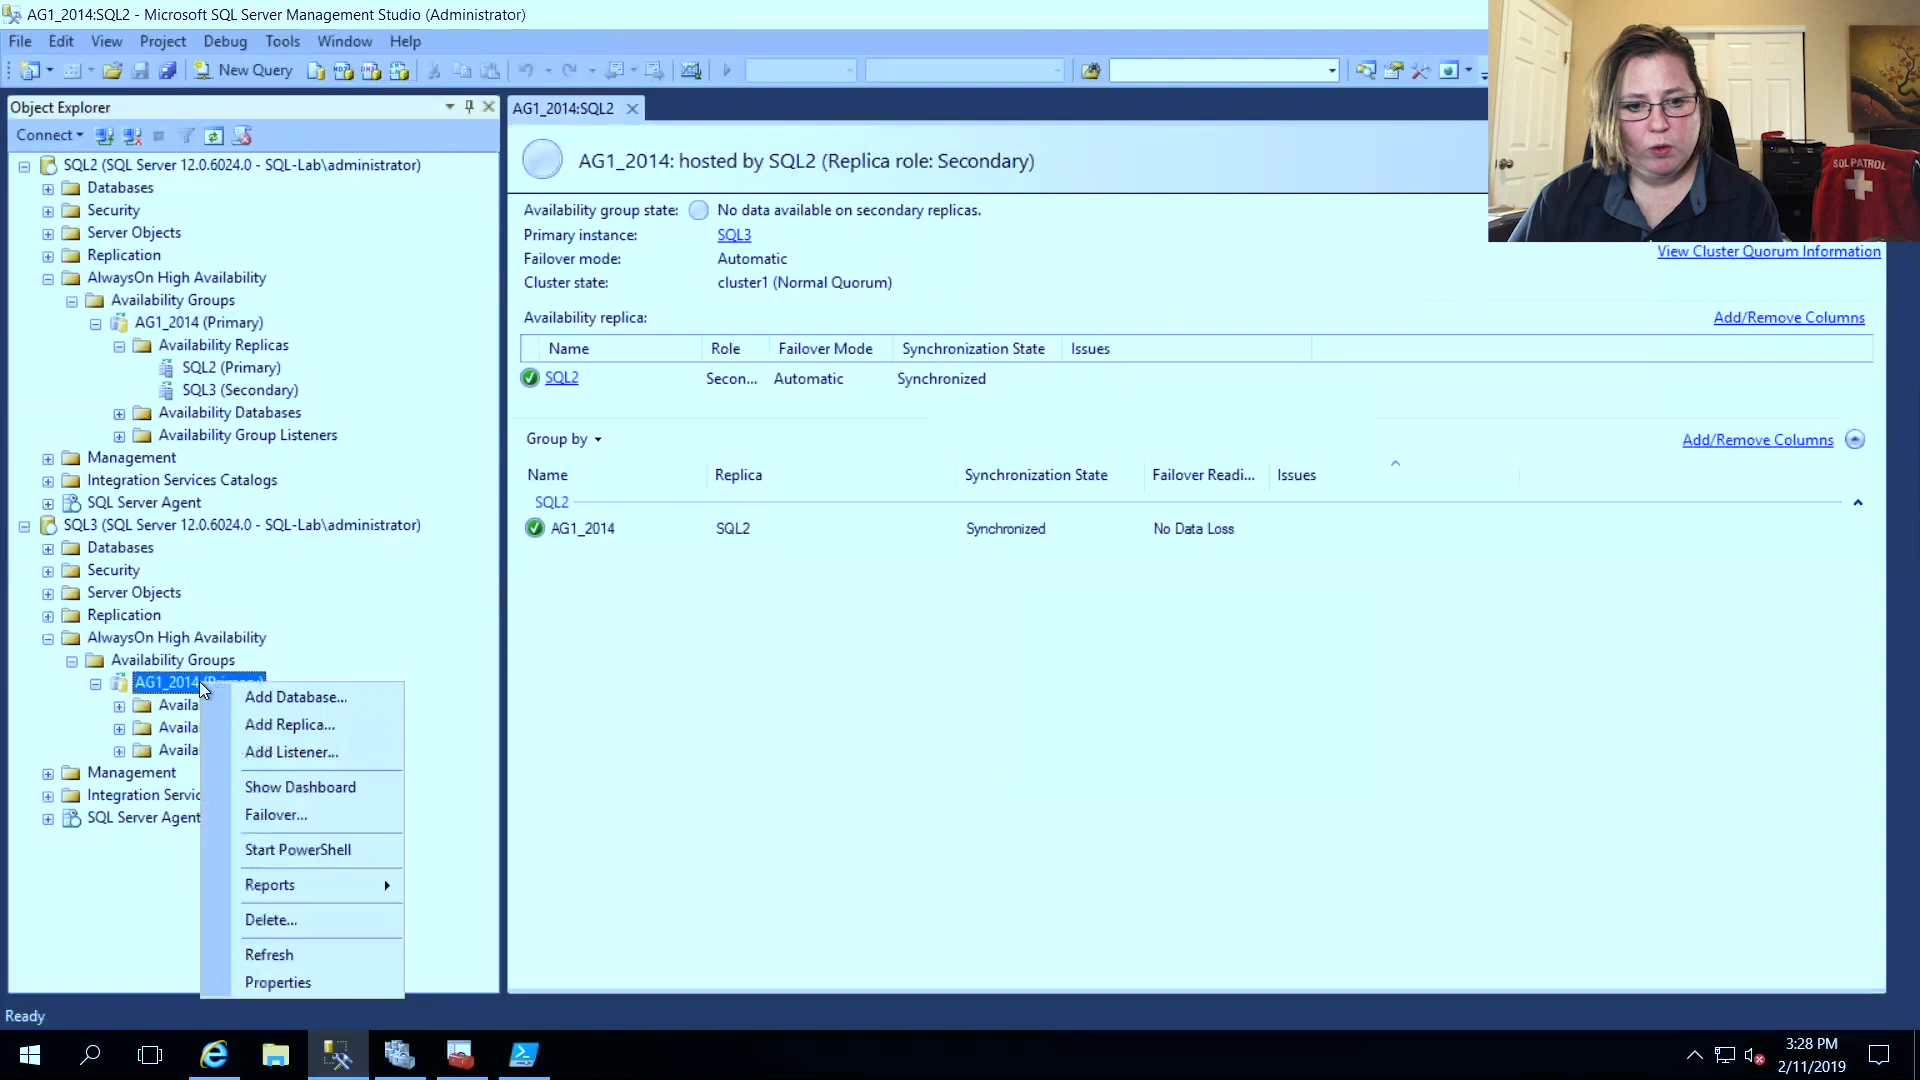 AG1_2014:SQL2 - Microsoft SQL Server Management Studio (Administrator)
File Edit View Project Debug Tools Window Help
New Query
Object Explorer
Connect
SQL2 (SQL Server 12.0.6024.0 - SQL-Lab\administrator)
Databases
Security
Server Objects
Replication
AlwaysOn High Availability
Availability Groups
AG1_2014 (Primary)
Availability Replicas
SQL2 (Primary)
SQL3 (Secondary)
Availability Databases
Availability Group Listeners
Management
Integration Services Catalogs
SQL Server Agent
SQL3 (SQL Server 12.0.6024.0 - SQL-Lab\administrator)
Databases
Security
Server Objects
Replication
AlwaysOn High Availability
Availability Groups
AG1_2014 (Primary)
Availa
Availa
Availa
Management
Integration Servic
SQL Server Agent
Add Database...
Add Replica...
Add Listener...
Show Dashboard
Failover...
Start PowerShell
Reports
Delete...
Refresh
Properties
AG1_2014:SQL2
AG1_2014: hosted by SQL2 (Replica role: Secondary)
Availability group state: No data available on secondary replicas.
Primary instance: SQL3
Failover mode: Automatic
Cluster state: cluster1 (Normal Quorum)
View Cluster Quorum Information
Availability replica:
Add/Remove Columns
Name Role Failover Mode Synchronization State Issues
SQL2 Secon... Automatic Synchronized
Group by
Add/Remove Columns
Name Replica Synchronization State Failover Readi... Issues
SQL2
AG1_2014 SQL2 Synchronized No Data Loss
SQL PATROL
Ready
3:28 PM
2/11/2019